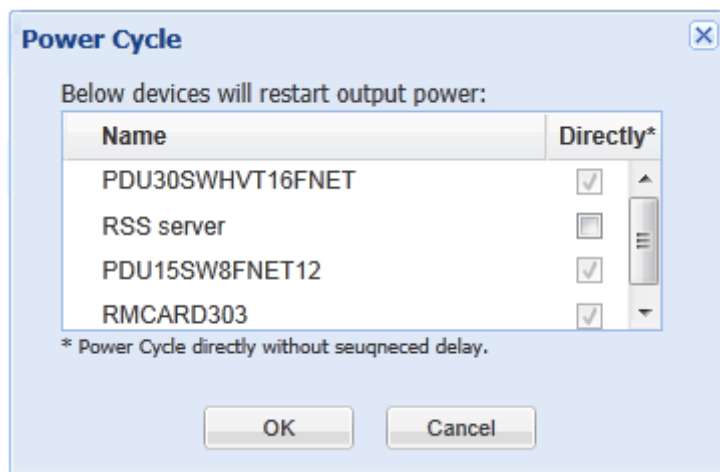 Power Cycle
Below devices will restart output power:
Name Directly*
PDU30SWHVT16FNET
RSS server
PDU15SW8FNET12
RMCARD303
* Power Cycle directly without seuqneced delay.
OK Cancel